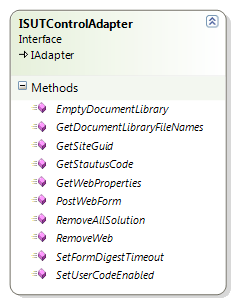 ISUTControlAdapter
Interface
IAdapter
Methods
EmptyDocumentLibrary
GetDocumentLibraryFileNames
GetSiteGuid
GetStautusCode
GetWebProperties
PostWebForm
RemoveAllSolution
RemoveWeb
SetFormDigestTimeout
SetUserCodeEnabled